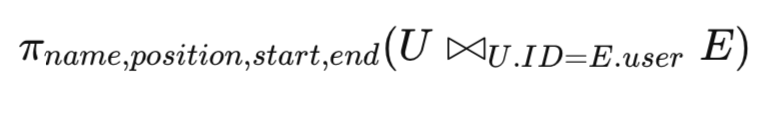 π_{name,position,start,end}(U ⋈_{U.ID=E.user} E)